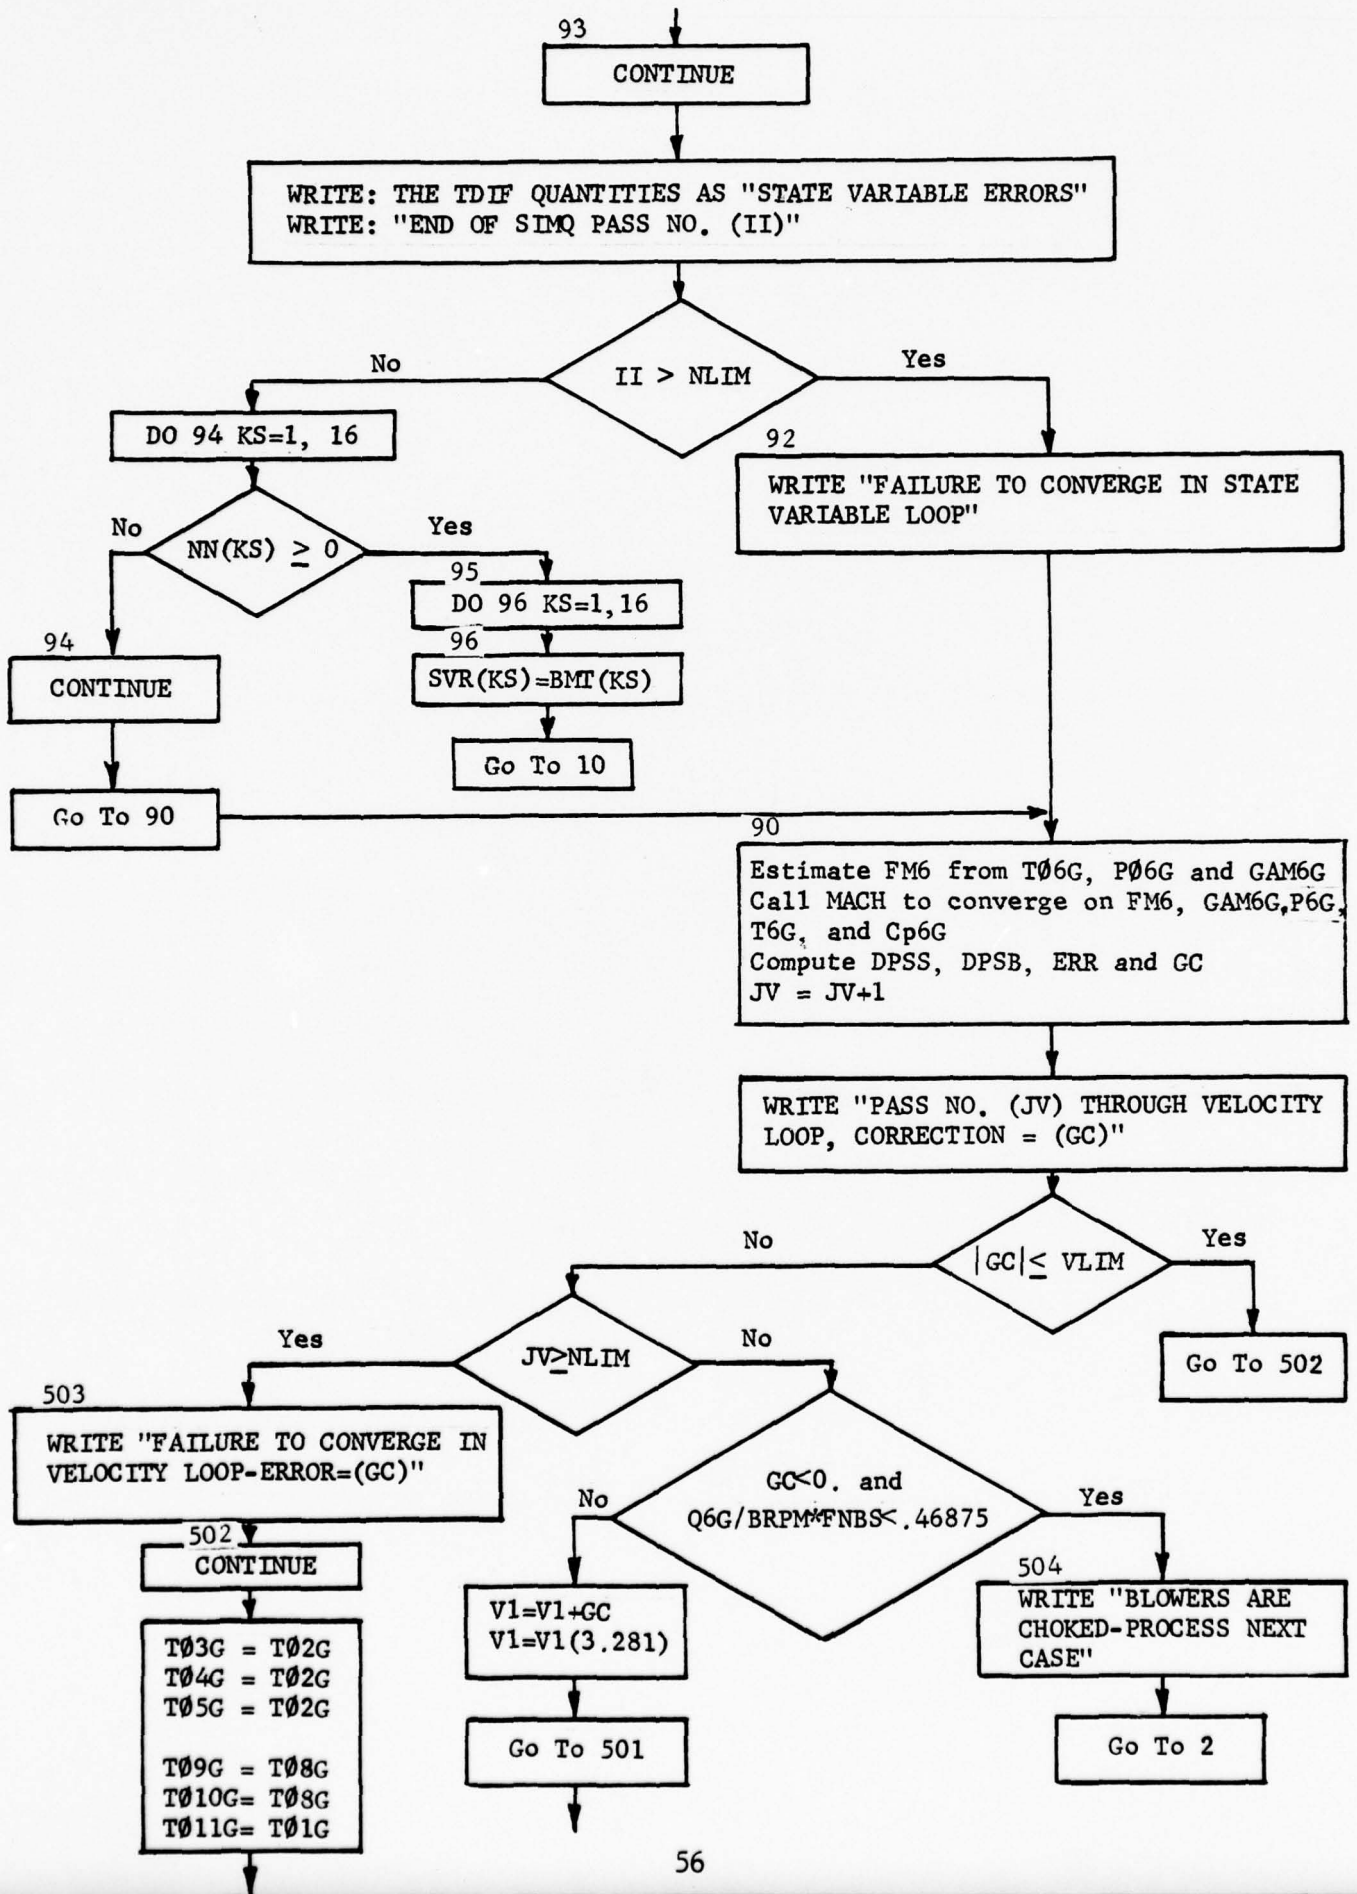 93
CONTINUE
WRITE: THE TDIF QUANTITIES AS "STATE VARIABLE ERRORS"
WRITE: "END OF SIMQ PASS NO. (II)"
II > NLIM
No
Yes
DO 94 KS=1, 16
92
WRITE "FAILURE TO CONVERGE IN STATE
VARIABLE LOOP"
NN(KS) ≥ 0
No
Yes
95
DO 96 KS=1,16
96
SVR(KS)=BMT(KS)
Go To 10
94
CONTINUE
Go To 90
90
Estimate FM6 from TØ6G, PØ6G and GAM6G
Call MACH to converge on FM6, GAM6G,P6G,
T6G, and Cp6G
Compute DPSS, DPSB, ERR and GC
JV = JV+1
WRITE "PASS NO. (JV) THROUGH VELOCITY
LOOP, CORRECTION = (GC)"
|GC|≤ VLIM
No
Yes
Go To 502
JV≥NLIM
Yes
No
503
WRITE "FAILURE TO CONVERGE IN
VELOCITY LOOP-ERROR=(GC)"
502
CONTINUE
TØ3G = TØ2G
TØ4G = TØ2G
TØ5G = TØ2G
TØ9G = TØ8G
TØ10G= TØ8G
TØ11G= TØ1G
GC<0. and
Q6G/BRPM*FNBS<.46875
No
Yes
V1=V1+GC
V1=V1(3.281)
Go To 501
504
WRITE "BLOWERS ARE
CHOKED-PROCESS NEXT
CASE"
Go To 2
56